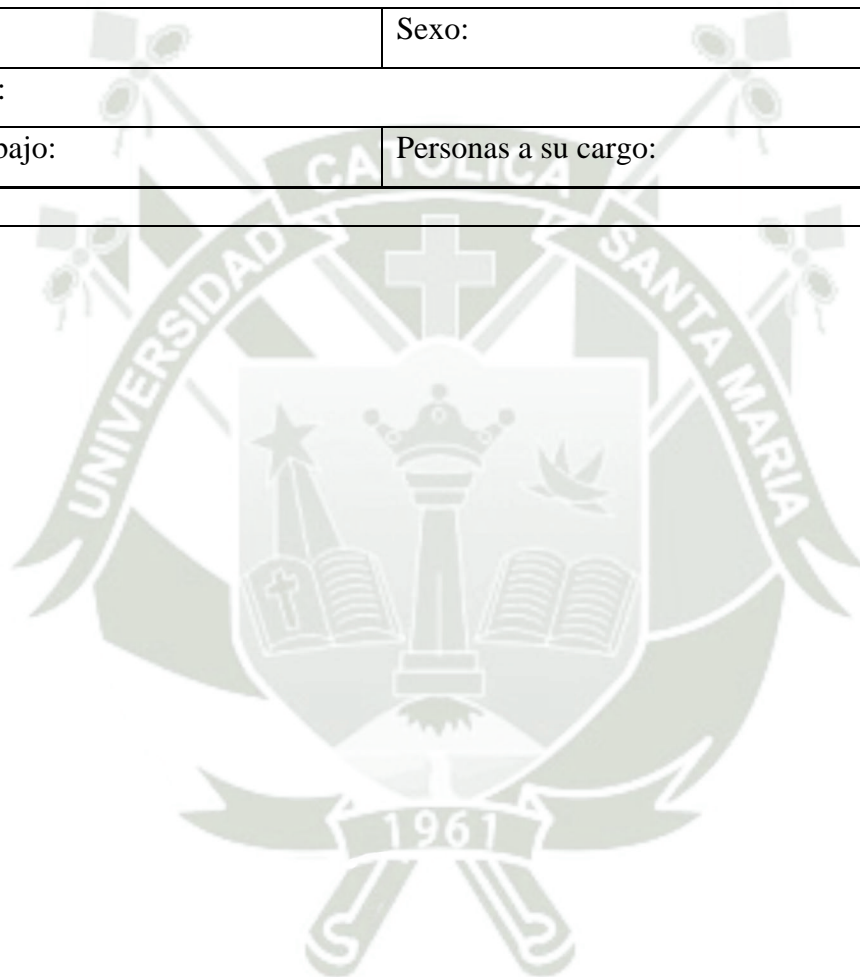 Sexo:
:
bajo: Personas a su cargo:
CATOLICA
UNIVERSIDAD SANTA MARIA
1961